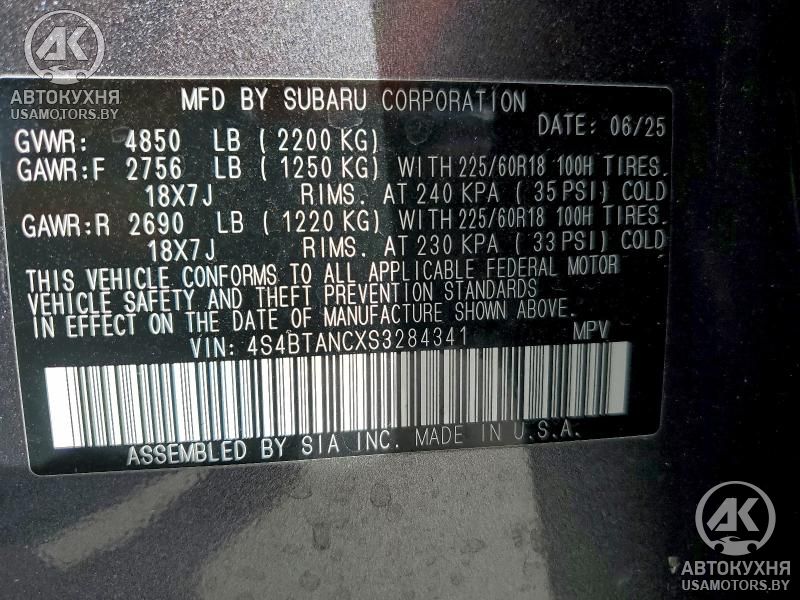 AK
АВТОКУХНЯ
USAMOTORS.BY
MFD BY SUBARU CORPORATION
DATE: 06/25
GVWR: 4850 LB ( 2200 KG)
GAWR:F 2756 LB ( 1250 KG) WITH 225/60R18 100H TIRES.
18X7J RIMS. AT 240 KPA ( 35 PSI) COLD
GAWR:R 2690 LB ( 1220 KG) WITH 225/60R18 100H TIRES.
18X7J RIMS. AT 230 KPA ( 33 PSI) COLD
THIS VEHICLE CONFORMS TO ALL APPLICABLE FEDERAL MOTOR
VEHICLE SAFETY AND THEFT PREVENTION STANDARDS
IN EFFECT ON THE DATE OF MANUFACTURE SHOWN ABOVE.
VIN: 4S4BTANCXS3284341 MPV
ASSEMBLED BY SIA INC. MADE IN U.S.A.
AK
АВТОКУХНЯ
USAMOTORS.BY